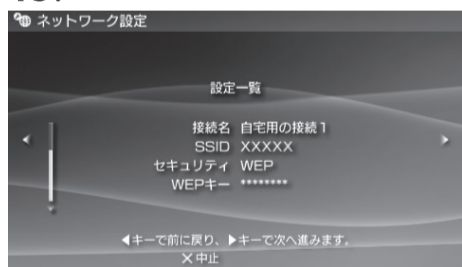 ネットワーク設定
設定一覧
接続名 自宅用の接続1
SSID XXXXX
セキュリティ WEP
WEPキー ********
◀キーで前に戻り、▶キーで次へ進みます。
✕中止